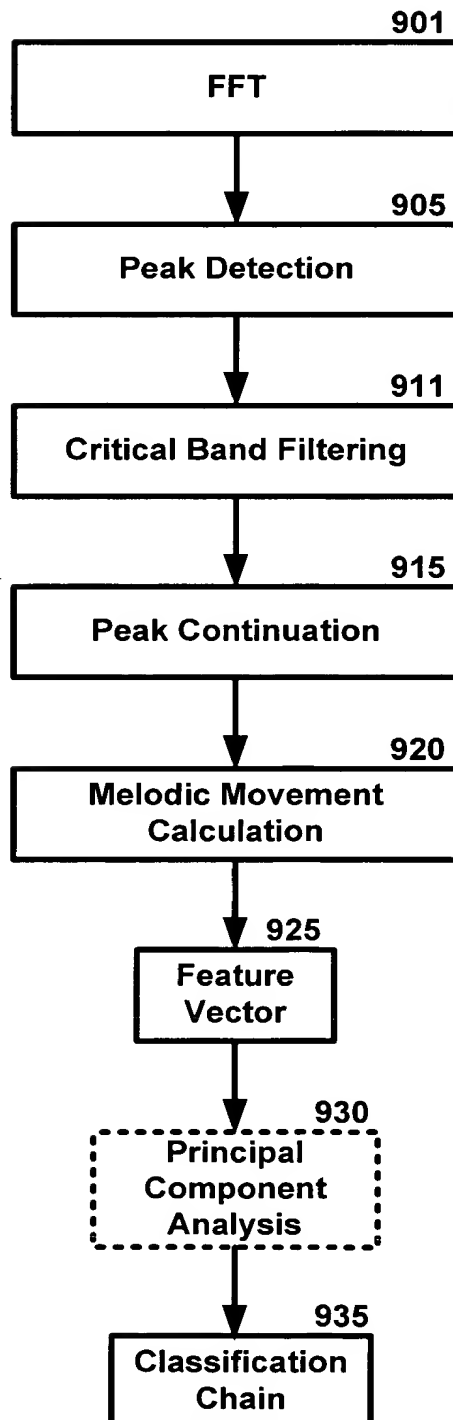 901
FFT
905
Peak Detection
911
Critical Band Filtering
915
Peak Continuation
920
Melodic Movement
Calculation
925
Feature
Vector
930
Principal
Component
Analysis
935
Classification
Chain